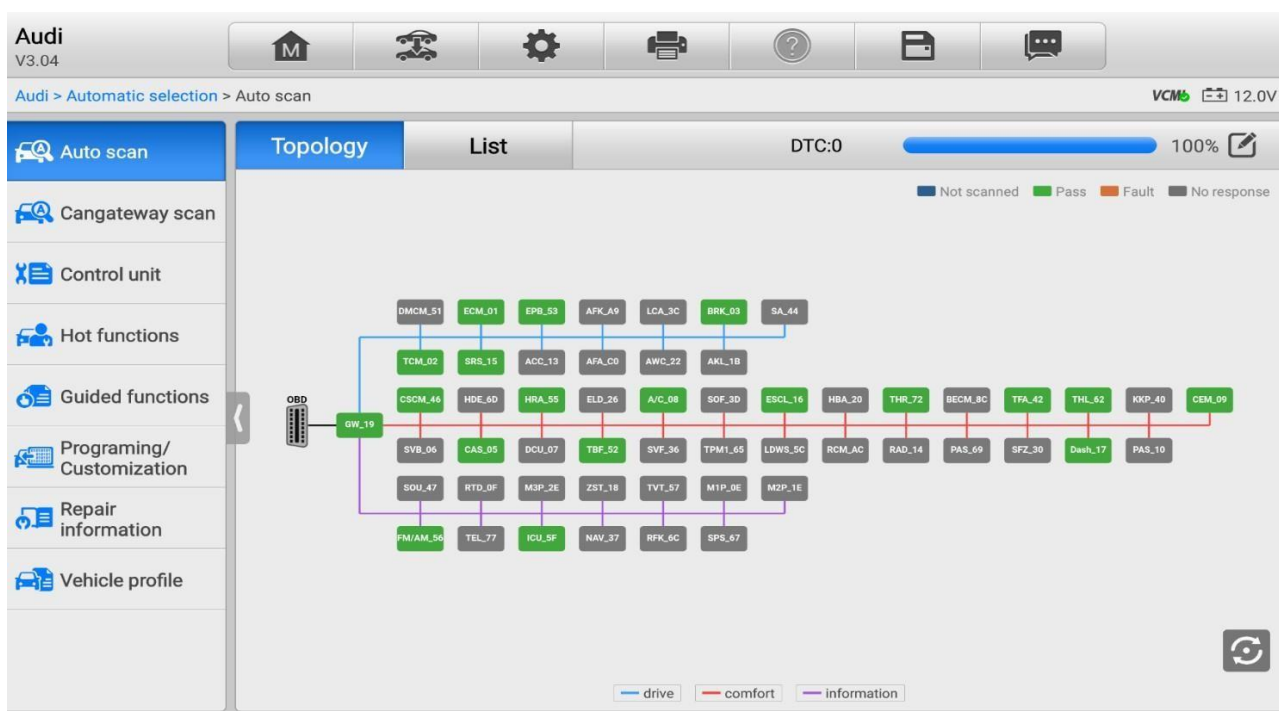 Audi
V3.04
M
?
Audi > Automatic selection > Auto scan
VCM 12.0V
Auto scan
Cangateway scan
Control unit
Hot functions
Guided functions
Programing/
Customization
Repair
information
Vehicle profile
Topology List DTC:0 100%
Not scanned Pass Fault No response
DMCM_51 ECM_01 EPB_53 AFK_A9 LCA_3C BRK_03 SA_44
TCM_02 SRS_15 ACC_13 AFA_C0 AWC_22 AKL_1B
CSCM_46 HDE_6D HRA_55 ELD_26 A/C_08 SOF_3D ESCL_16 HBA_20 THR_72 BECM_8C TFA_42 THL_62 KKP_40 CEM_09
OBD
GW_19
SVB_06 CAS_05 DCU_07 TBF_52 SVF_36 TPM1_65 LDWS_5C RCM_AC RAD_14 PAS_69 SFZ_30 Dash_17 PAS_10
SOU_47 RTD_0F M3P_2E ZST_18 TVT_57 M1P_0E M2P_1E
FM/AM_56 TEL_77 ICU_5F NAV_37 RFK_6C SPS_67
drive comfort information